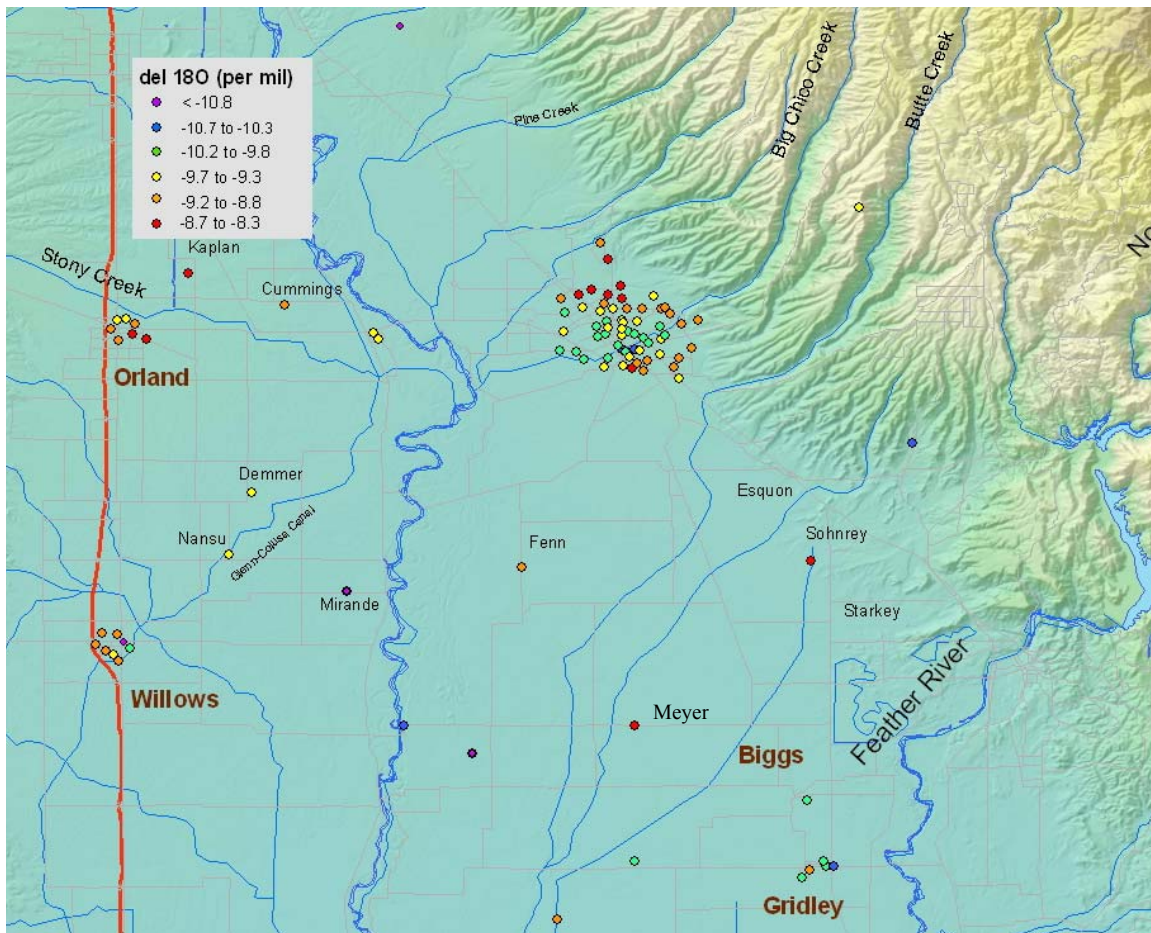 del 18O (per mil)
< -10.8
-10.7 to -10.3
-10.2 to -9.8
-9.7 to -9.3
-9.2 to -8.8
-8.7 to -8.3
Pine Creek
Big Chico Creek
Butte Creek
No
Kaplan
Stony Creek
Cummings
Orland
Demmer
Esquon
Nansu
Glenn-Colusa Canal
Fenn
Sohnrey
Mirande
Starkey
Willows
Feather River
Meyer
Biggs
Gridley